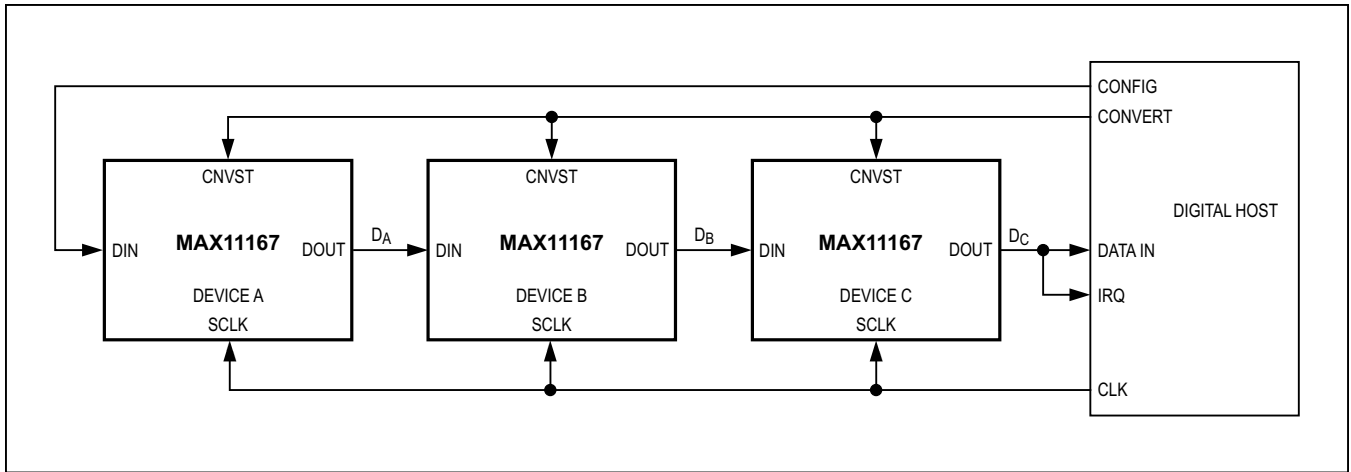 CONFIG
CONVERT
CNVST
CNVST
CNVST
DIGITAL HOST
DIN
MAX11167
DOUT
DA
DIN
MAX11167
DOUT
DB
DIN
MAX11167
DOUT
DC
DATA IN
DEVICE A
DEVICE B
DEVICE C
IRQ
SCLK
SCLK
SCLK
CLK